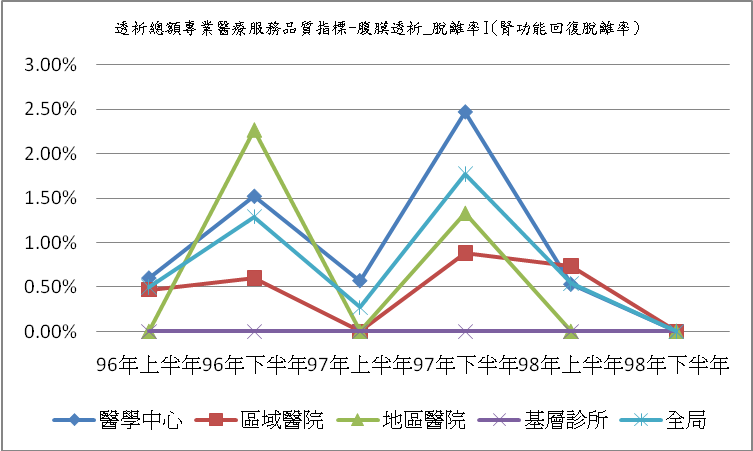 透析總額專業醫療服務品質指標-腹膜透析_脫離率I(腎功能回復脫離率)
3.00%
2.50%
2.00%
1.50%
1.00%
0.50%
0.00%
96年上半年 96年下半年 97年上半年 97年下半年 98年上半年 98年下半年
醫學中心 區域醫院 地區醫院 基層診所 全局